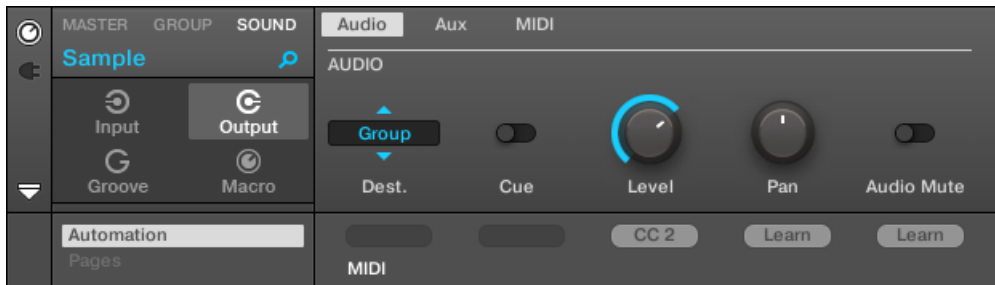 MASTER GROUP SOUND
Sample
Input Output
Groove Macro
Automation
Pages
Audio Aux MIDI
AUDIO
Group
Dest. Cue Level Pan Audio Mute
CC 2 Learn Learn
MIDI